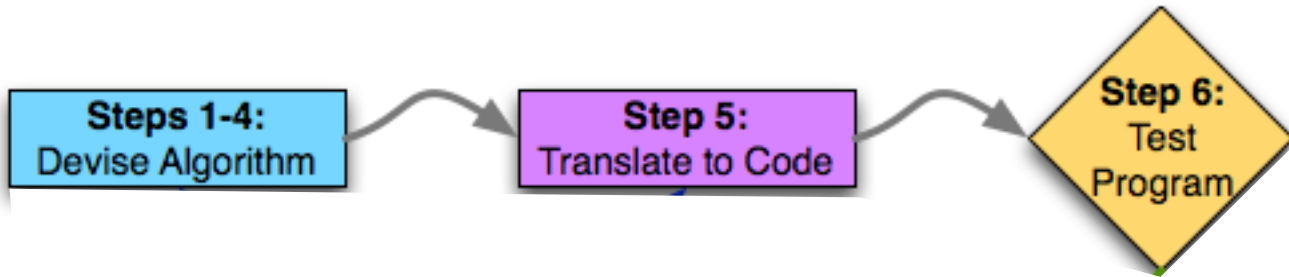 Steps 1-4:
Devise Algorithm
Step 5:
Translate to Code
Step 6:
Test
Program